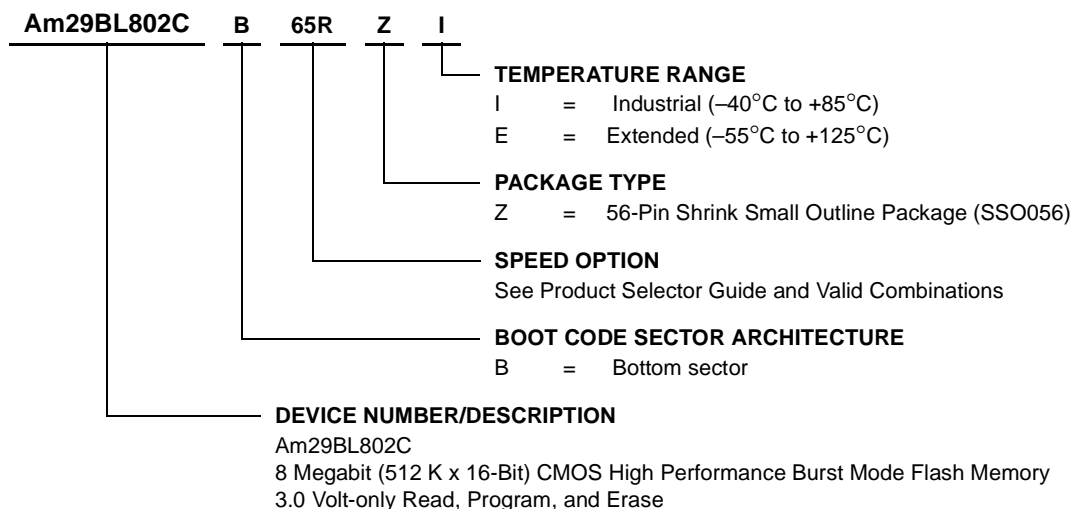 Am29BL802C B 65R Z I
TEMPERATURE RANGE
I = Industrial (–40°C to +85°C)
E = Extended (–55°C to +125°C)
PACKAGE TYPE
Z = 56-Pin Shrink Small Outline Package (SSO056)
SPEED OPTION
See Product Selector Guide and Valid Combinations
BOOT CODE SECTOR ARCHITECTURE
B = Bottom sector
DEVICE NUMBER/DESCRIPTION
Am29BL802C
8 Megabit (512 K x 16-Bit) CMOS High Performance Burst Mode Flash Memory
3.0 Volt-only Read, Program, and Erase